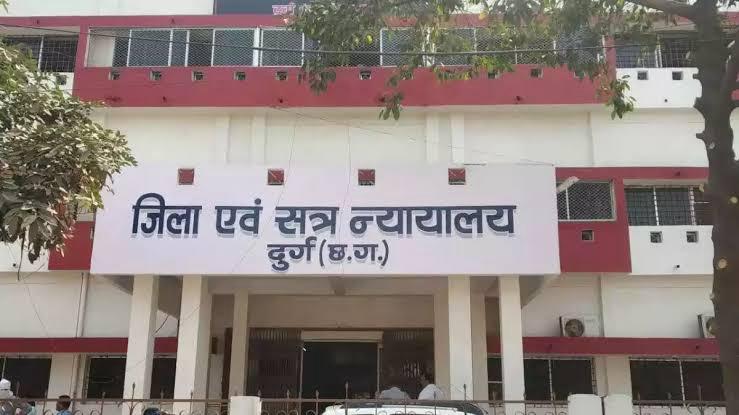 जिला एवं सत्र न्यायालय
दुर्ग (छ.ग.)